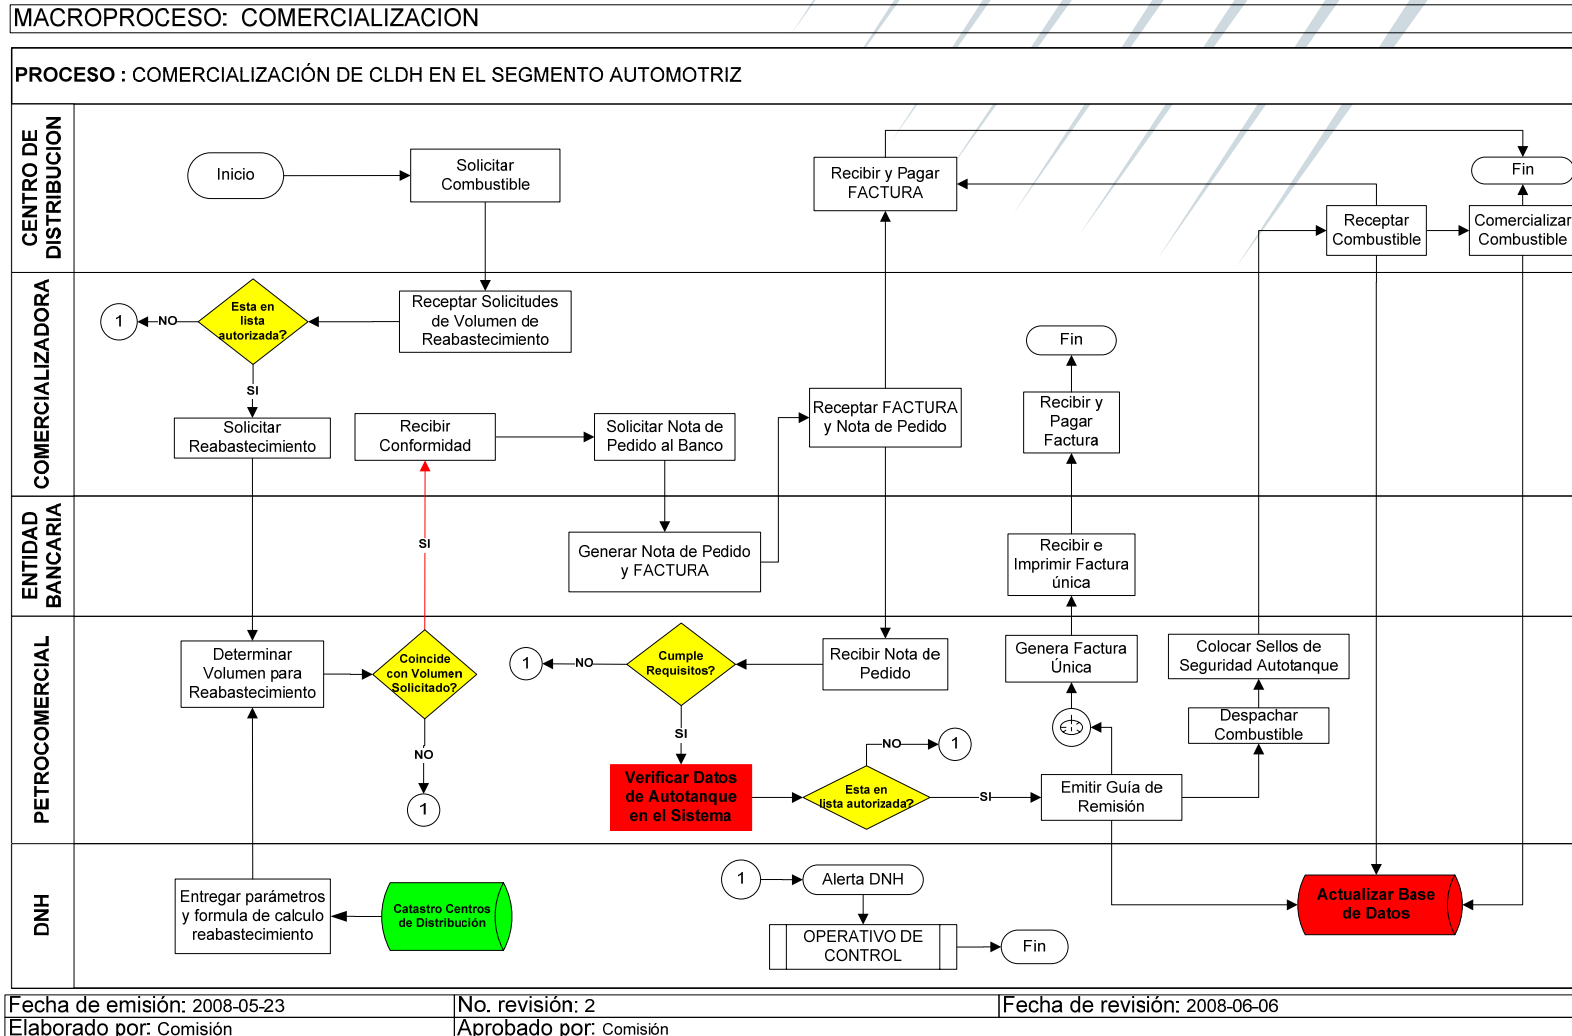 MACROPROCESO: COMERCIALIZACION
PROCESO : COMERCIALIZACIÓN DE CLDH EN EL SEGMENTO AUTOMOTRIZ
CENTRO DE
DISTRIBUCION
Inicio
Solicitar
Combustible
Recibir y Pagar
FACTURA
Fin
Receptar
Combustible
Comercializar
Combustible
COMERCIALIZADORA
1
NO
Esta en
lista
autorizada?
Receptar Solicitudes
de Volumen de
Reabastecimiento
SI
Solicitar
Reabastecimiento
Recibir
Conformidad
Solicitar Nota de
Pedido al Banco
Receptar FACTURA
y Nota de Pedido
Fin
Recibir y
Pagar
Factura
ENTIDAD
BANCARIA
SI
Generar Nota de Pedido
y FACTURA
Recibir e
Imprimir Factura
única
PETROCOMERCIAL
Determinar
Volumen para
Reabastecimiento
Coincide
con Volumen
Solicitado?
NO
1
1
NO
Cumple
Requisitos?
Recibir Nota de
Pedido
SI
Verificar Datos
de Autotanque
en el Sistema
NO
1
Esta en
lista autorizada?
SI
Genera Factura
Única
Emitir Guía de
Remisión
Colocar Sellos de
Seguridad Autotanque
Despachar
Combustible
DNH
Entregar parámetros
y formula de calculo
reabastecimiento
Catastro Centros
de Distribución
1
Alerta DNH
OPERATIVO DE
CONTROL
Fin
Actualizar Base
de Datos
Fecha de emisión: 2008-05-23
No. revisión: 2
Fecha de revisión: 2008-06-06
Elaborado por: Comisión
Aprobado por: Comisión